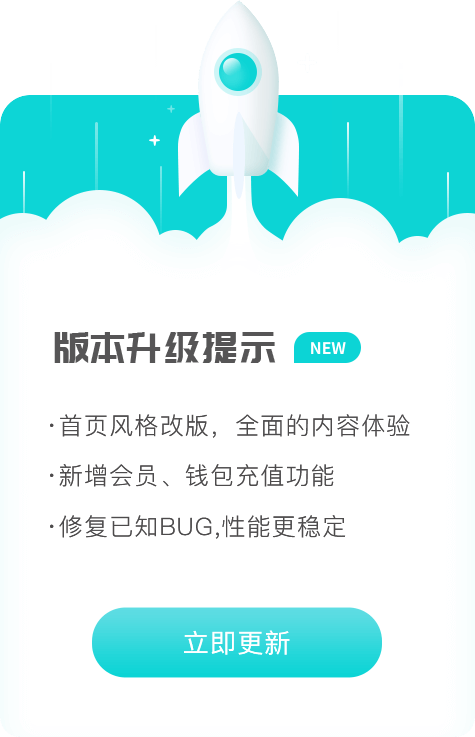 版本升级提示 NEW
·首页风格改版，全面的内容体验
·新增会员、钱包充值功能
·修复已知BUG,性能更稳定
立即更新